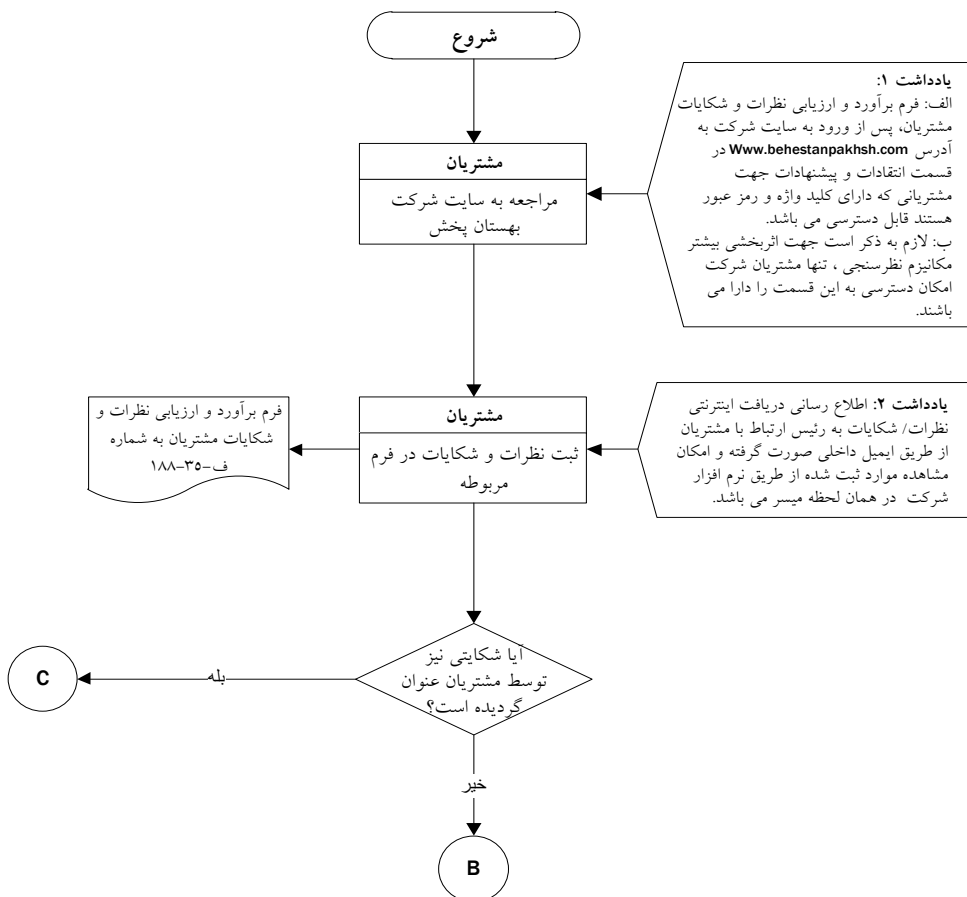 شروع
یادداشت ۱:
الف: فرم برآورد و ارزیابی نظرات و شکایات
مشتریان، پس از ورود به سایت شرکت به
آدرس Www.behestanpakhsh.com در
قسمت انتقادات و پیشنهادات جهت
مشتریانی که دارای کلید واژه و رمز عبور
هستند قابل دسترسی می باشد.
ب: لازم به ذکر است جهت اثربخشی بیشتر
مکانیزم نظرسنجی ، تنها مشتریان شرکت
امکان دسترسی به این قسمت را دارا می
باشند.
مشتریان
مراجعه به سایت شرکت
بهستان پخش
یادداشت ۲: اطلاع رسانی دریافت اینترنتی
نظرات/ شکایات به رئیس ارتباط با مشتریان
از طریق ایمیل داخلی صورت گرفته و امکان
مشاهده موارد ثبت شده از طریق نرم افزار
شرکت در همان لحظه میسر می باشد.
مشتریان
ثبت نظرات و شکایات در فرم
مربوطه
فرم برآورد و ارزیابی نظرات و
شکایات مشتریان به شماره
ف-۳۵-۱۸۸
آیا شکایتی نیز
توسط مشتریان عنوان
گردیده است؟
بله
C
خیر
B